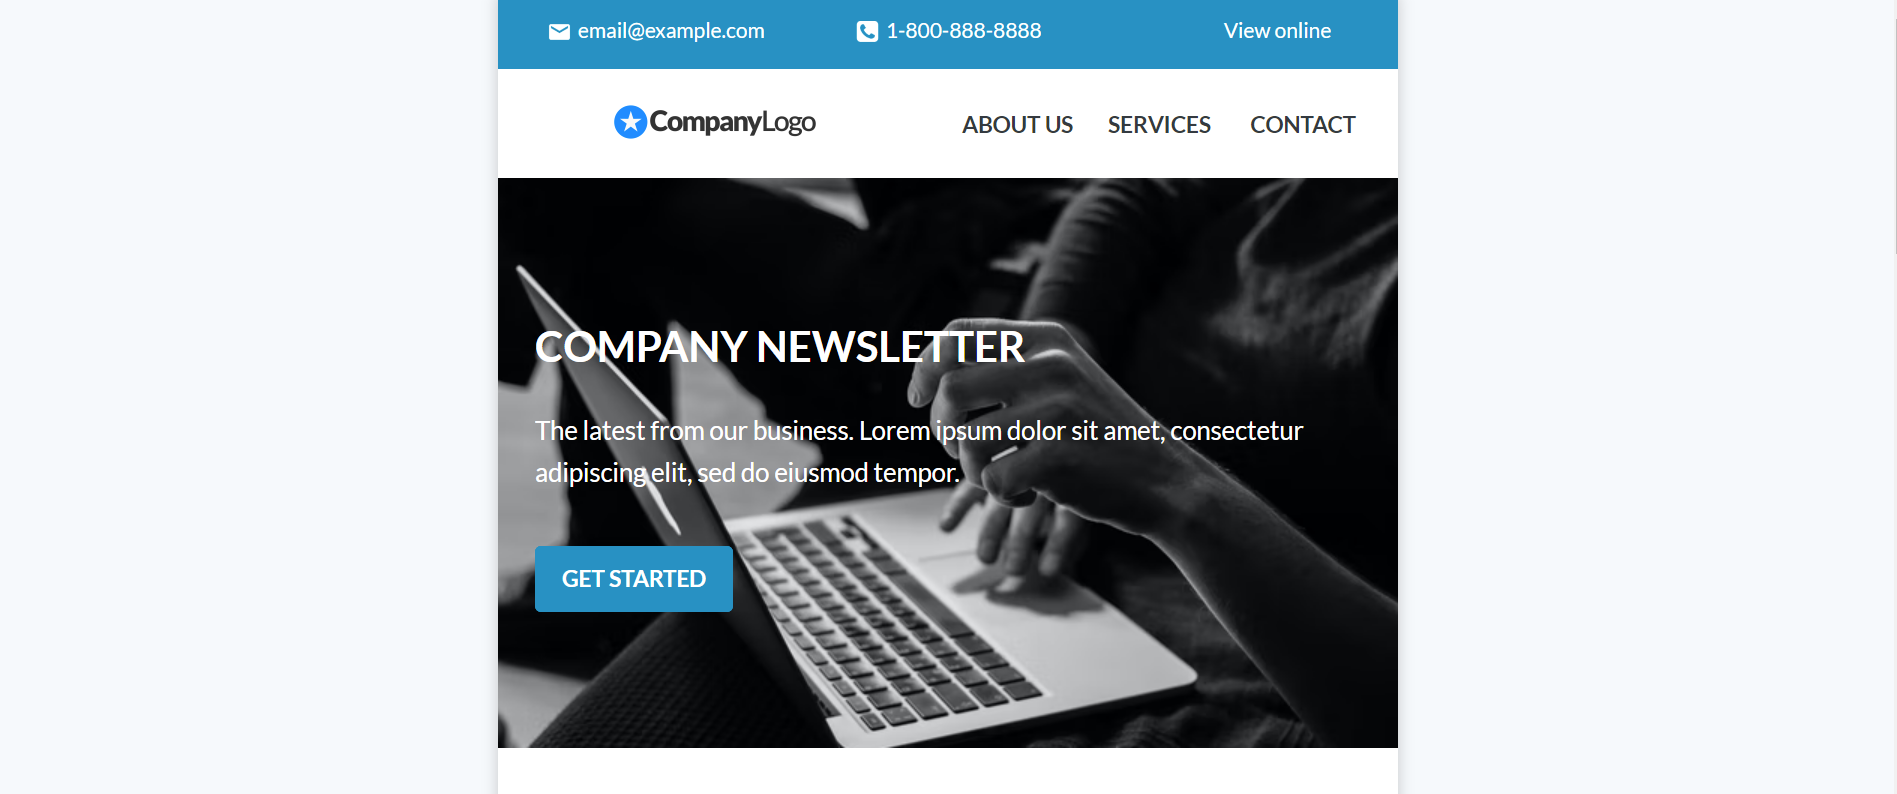 email@example.com
1-800-888-8888
View online
CompanyLogo
ABOUT US
SERVICES
CONTACT
COMPANY NEWSLETTER
The latest from our business. Lorem ipsum dolor sit amet, consectetur
adipiscing elit, sed do eiusmod tempor.
GET STARTED